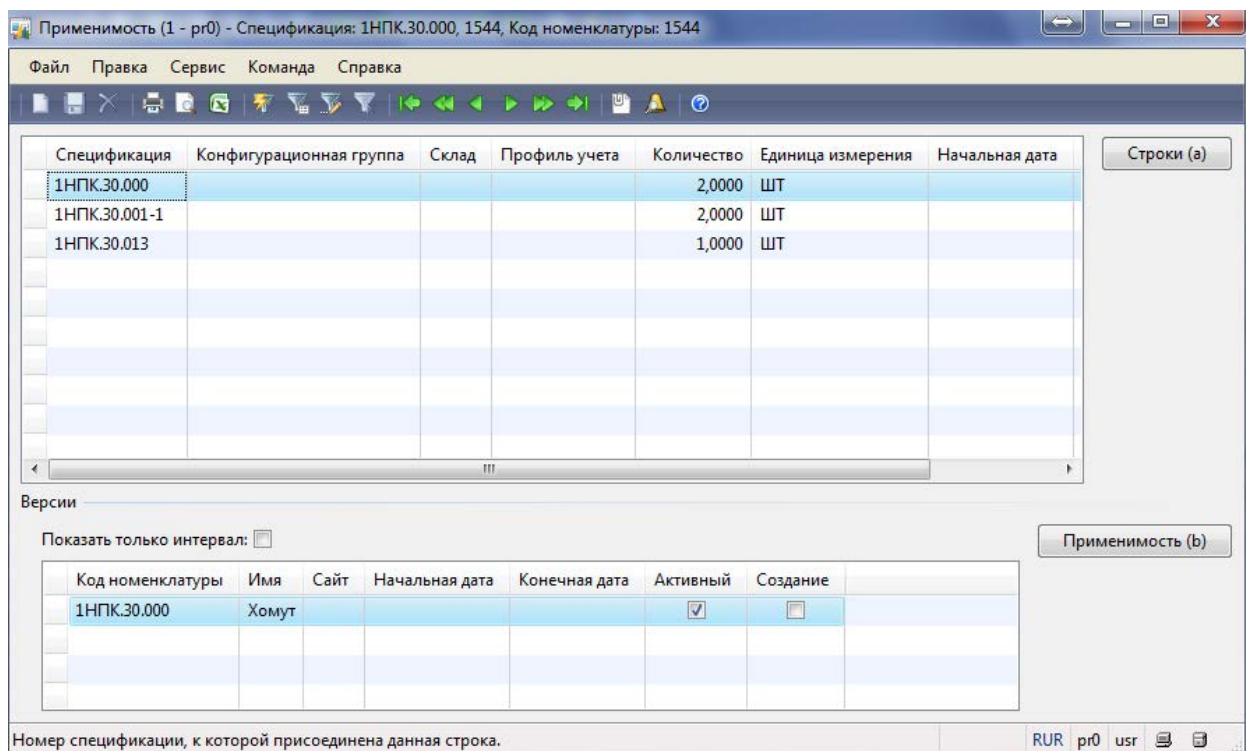 Применимость (1 - pr0) - Спецификация: 1НПК.30.000, 1544, Код номенклатуры: 1544
Файл Правка Сервис Команда Справка
Спецификация Конфигурационная группа Склад Профиль учета Количество Единица измерения Начальная дата Строки (a)
1НПК.30.000 2,0000 ШТ
1НПК.30.001-1 2,0000 ШТ
1НПК.30.013 1,0000 ШТ
Версии
Показать только интервал: Применимость (b)
Код номенклатуры Имя Сайт Начальная дата Конечная дата Активный Создание
1НПК.30.000 Хомут
Номер спецификации, к которой присоединена данная строка. RUR pr0 usr